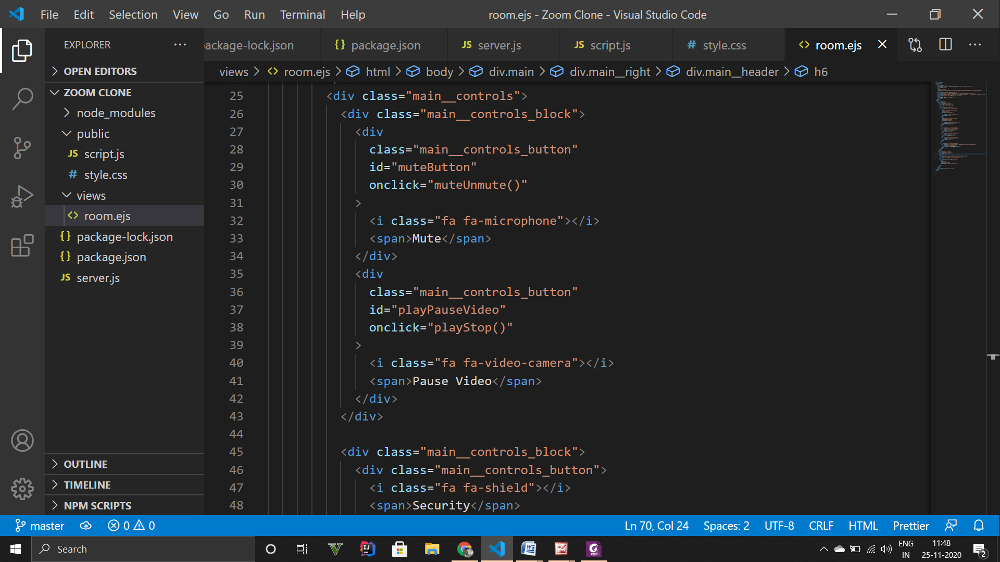 File Edit Selection View Go Run Terminal Help
room.ejs - Zoom Clone - Visual Studio Code
EXPLORER
ackage-lock.json {} package.json JS server.js JS script.js # style.css <> room.ejs
OPEN EDITORS
views > <> room.ejs > html > body > div.main > div.main__right > div.main__header > h6
ZOOM CLONE
node_modules
public
JS script.js
# style.css
views
<> room.ejs
{} package-lock.json
{} package.json
JS server.js
OUTLINE
TIMELINE
NPM SCRIPTS
25 <div class="main__controls">
26 <div class="main__controls_block">
27 <div
28 class="main__controls_button"
29 id="muteButton"
30 onclick="muteUnmute()"
31 >
32 <i class="fa fa-microphone"></i>
33 <span>Mute</span>
34 </div>
35 <div
36 class="main__controls_button"
37 id="playPauseVideo"
38 onclick="playStop()"
39 >
40 <i class="fa fa-video-camera"></i>
41 <span>Pause Video</span>
42 </div>
43 </div>
44
45 <div class="main__controls_block">
46 <div class="main__controls_button">
47 <i class="fa fa-shield"></i>
48 <span>Security</span>
master 0 0 Ln 70, Col 24 Spaces: 2 UTF-8 CRLF HTML Prettier
Search
ENG
IN
11:48
25-11-2020
2